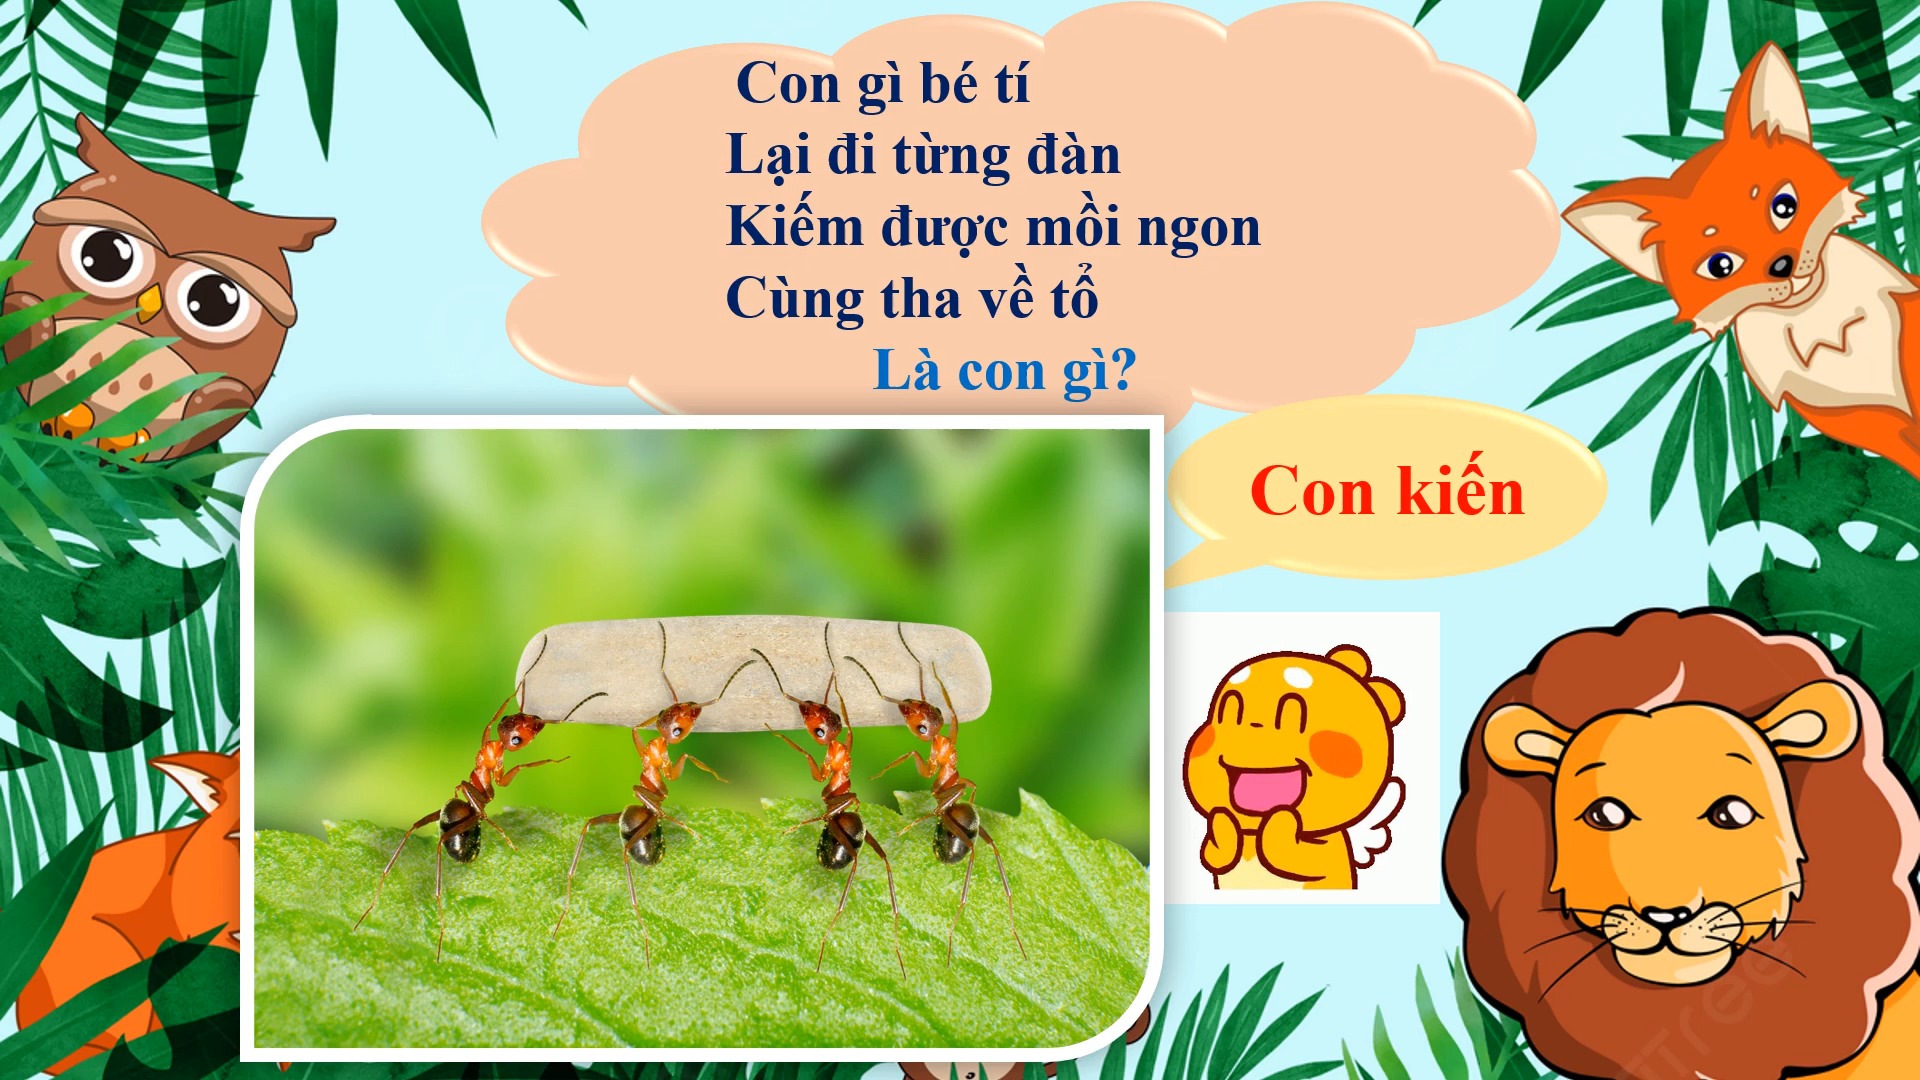 Con gì bé tí
Lại đi từng đàn
Kiếm được mồi ngon
Cùng tha về tổ
Là con gì?
Con kiến